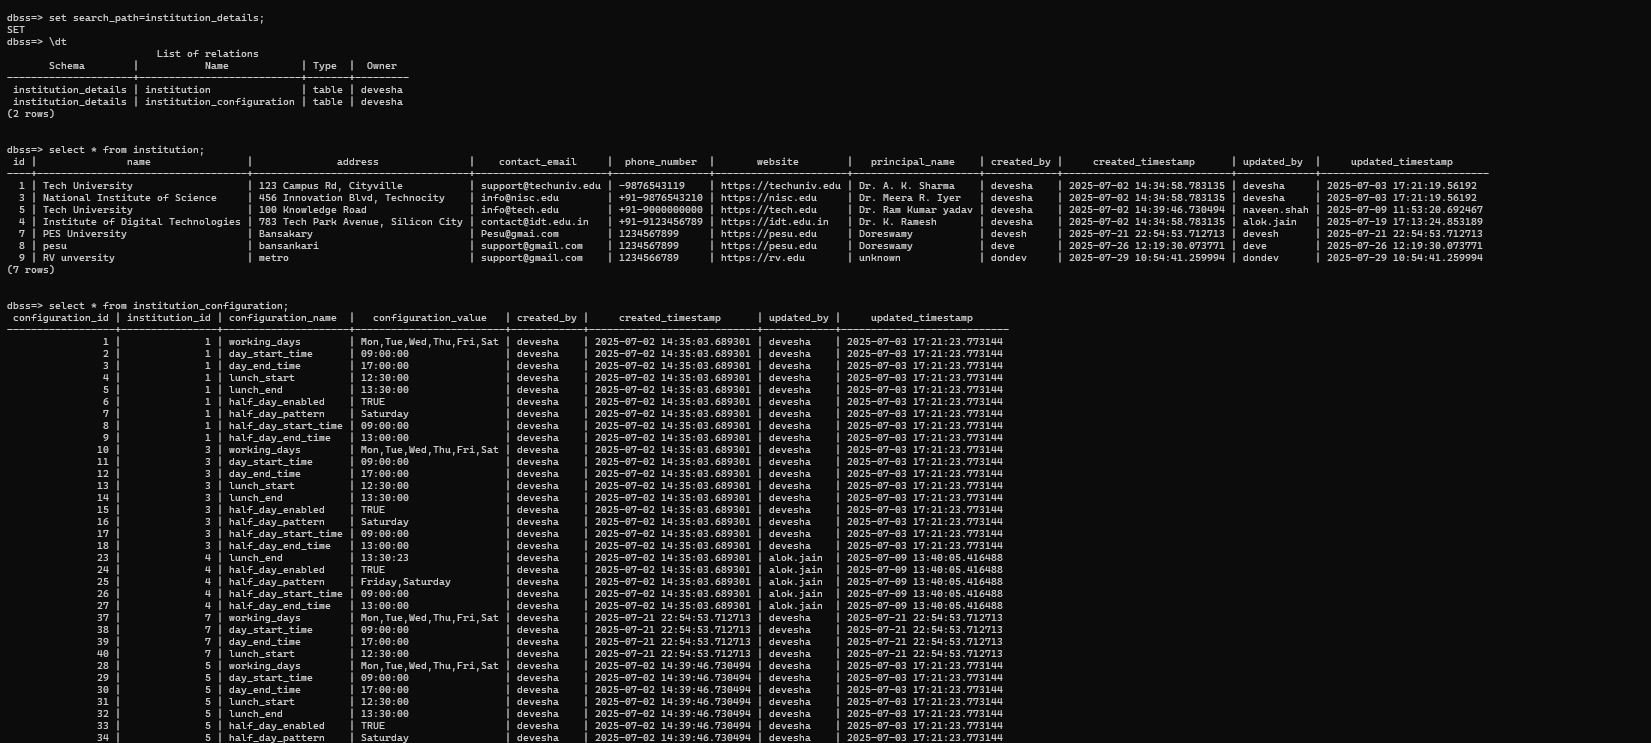 dbss=> set search_path=institution_details;
SET
dbss=> \dt
List of relations
Schema | Name | Type | Owner
---------------------+---------------------------+-------+---------
institution_details | institution | table | devesha
institution_details | institution_configuration | table | devesha
(2 rows)
dbss=> select * from institution;
id | name | address | contact_email | phone_number | website | principal_name | created_by | created_timestamp | updated_by | updated_timestamp
1 | Tech University | 123 Campus Rd, Cityville | support@techuniv.edu | -9876543119 | https://techuniv.edu | Dr. A. K. Sharma | devesha | 2025-07-02 14:34:58.783135 | devesha | 2025-07-03 17:21:19.56192
3 | National Institute of Science | 456 Innovation Blvd, Technocity | info@nisc.edu | +91-9876543210 | https://nisc.edu | Dr. Meera R. Iyer | devesha | 2025-07-02 14:34:58.783135 | devesha | 2025-07-03 17:21:19.56192
5 | Tech University | 100 Knowledge Road | info@tech.edu | +91-9000000000 | https://tech.edu | Dr. Ram Kumar yadav | devesha | 2025-07-02 14:39:46.730494 | naveen.shah | 2025-07-09 11:53:20.692467
4 | Institute of Digital Technologies | 783 Tech Park Avenue, Silicon City | contact@idt.edu.in | +91-9123456789 | https://idt.edu.in | Dr. K. Ramesh | devesha | 2025-07-02 14:34:58.783135 | alok.jain | 2025-07-19 17:13:24.853189
7 | PES University | Bansakary | Pesu@gmai.com | 1234567899 | https://pesu.edu | Doreswamy | devesh | 2025-07-21 22:54:53.712713 | devesh | 2025-07-21 22:54:53.712713
8 | pesu | bansankari | support@gmail.com | 1234567899 | https://pesu.edu | Doreswamy | deve | 2025-07-26 12:19:30.073771 | deve | 2025-07-26 12:19:30.073771
9 | RV unversity | metro | support@gmail.com | 1234566789 | https://rv.edu | unknown | dondev | 2025-07-29 10:54:41.259994 | dondev | 2025-07-29 10:54:41.259994
(7 rows)
dbss=> select * from institution_configuration;
configuration_id | institution_id | configuration_name | configuration_value | created_by | created_timestamp | updated_by | updated_timestamp
1 | 1 | working_days | Mon,Tue,Wed,Thu,Fri,Sat | devesha | 2025-07-02 14:35:03.689301 | devesha | 2025-07-03 17:21:23.773144
2 | 1 | day_start_time | 09:00:00 | devesha | 2025-07-02 14:35:03.689301 | devesha | 2025-07-03 17:21:23.773144
3 | 1 | day_end_time | 17:00:00 | devesha | 2025-07-02 14:35:03.689301 | devesha | 2025-07-03 17:21:23.773144
4 | 1 | lunch_start | 12:30:00 | devesha | 2025-07-02 14:35:03.689301 | devesha | 2025-07-03 17:21:23.773144
5 | 1 | lunch_end | 13:30:00 | devesha | 2025-07-02 14:35:03.689301 | devesha | 2025-07-03 17:21:23.773144
6 | 1 | half_day_enabled | TRUE | devesha | 2025-07-02 14:35:03.689301 | devesha | 2025-07-03 17:21:23.773144
7 | 1 | half_day_pattern | Saturday | devesha | 2025-07-02 14:35:03.689301 | devesha | 2025-07-03 17:21:23.773144
8 | 1 | half_day_start_time | 09:00:00 | devesha | 2025-07-02 14:35:03.689301 | devesha | 2025-07-03 17:21:23.773144
9 | 1 | half_day_end_time | 13:00:00 | devesha | 2025-07-02 14:35:03.689301 | devesha | 2025-07-03 17:21:23.773144
10 | 3 | working_days | Mon,Tue,Wed,Thu,Fri,Sat | devesha | 2025-07-02 14:35:03.689301 | devesha | 2025-07-03 17:21:23.773144
11 | 3 | day_start_time | 09:00:00 | devesha | 2025-07-02 14:35:03.689301 | devesha | 2025-07-03 17:21:23.773144
12 | 3 | day_end_time | 17:00:00 | devesha | 2025-07-02 14:35:03.689301 | devesha | 2025-07-03 17:21:23.773144
13 | 3 | lunch_start | 12:30:00 | devesha | 2025-07-02 14:35:03.689301 | devesha | 2025-07-03 17:21:23.773144
14 | 3 | lunch_end | 13:30:00 | devesha | 2025-07-02 14:35:03.689301 | devesha | 2025-07-03 17:21:23.773144
15 | 3 | half_day_enabled | TRUE | devesha | 2025-07-02 14:35:03.689301 | devesha | 2025-07-03 17:21:23.773144
16 | 3 | half_day_pattern | Saturday | devesha | 2025-07-02 14:35:03.689301 | devesha | 2025-07-03 17:21:23.773144
17 | 3 | half_day_start_time | 09:00:00 | devesha | 2025-07-02 14:35:03.689301 | devesha | 2025-07-03 17:21:23.773144
18 | 3 | half_day_end_time | 13:00:00 | devesha | 2025-07-02 14:35:03.689301 | devesha | 2025-07-03 17:21:23.773144
23 | 4 | lunch_end | 13:30:23 | devesha | 2025-07-02 14:35:03.689301 | alok.jain | 2025-07-09 13:40:05.416488
24 | 4 | half_day_enabled | TRUE | devesha | 2025-07-02 14:35:03.689301 | alok.jain | 2025-07-09 13:40:05.416488
25 | 4 | half_day_pattern | Friday,Saturday | devesha | 2025-07-02 14:35:03.689301 | alok.jain | 2025-07-09 13:40:05.416488
26 | 4 | half_day_start_time | 09:00:00 | devesha | 2025-07-02 14:35:03.689301 | alok.jain | 2025-07-09 13:40:05.416488
27 | 4 | half_day_end_time | 13:00:00 | devesha | 2025-07-02 14:35:03.689301 | alok.jain | 2025-07-09 13:40:05.416488
37 | 7 | working_days | Mon,Tue,Wed,Thu,Fri,Sat | devesha | 2025-07-21 22:54:53.712713 | devesha | 2025-07-21 22:54:53.712713
38 | 7 | day_start_time | 09:00:00 | devesha | 2025-07-21 22:54:53.712713 | devesha | 2025-07-21 22:54:53.712713
39 | 7 | day_end_time | 17:00:00 | devesha | 2025-07-21 22:54:53.712713 | devesha | 2025-07-21 22:54:53.712713
40 | 7 | lunch_start | 12:30:00 | devesha | 2025-07-21 22:54:53.712713 | devesha | 2025-07-21 22:54:53.712713
28 | 5 | working_days | Mon,Tue,Wed,Thu,Fri,Sat | devesha | 2025-07-02 14:39:46.730494 | devesha | 2025-07-03 17:21:23.773144
29 | 5 | day_start_time | 09:00:00 | devesha | 2025-07-02 14:39:46.730494 | devesha | 2025-07-03 17:21:23.773144
30 | 5 | day_end_time | 17:00:00 | devesha | 2025-07-02 14:39:46.730494 | devesha | 2025-07-03 17:21:23.773144
31 | 5 | lunch_start | 12:30:00 | devesha | 2025-07-02 14:39:46.730494 | devesha | 2025-07-03 17:21:23.773144
32 | 5 | lunch_end | 13:30:00 | devesha | 2025-07-02 14:39:46.730494 | devesha | 2025-07-03 17:21:23.773144
33 | 5 | half_day_enabled | TRUE | devesha | 2025-07-02 14:39:46.730494 | devesha | 2025-07-03 17:21:23.773144
34 | 5 | half_day_pattern | Saturday | devesha | 2025-07-02 14:39:46.730494 | devesha | 2025-07-03 17:21:23.773144